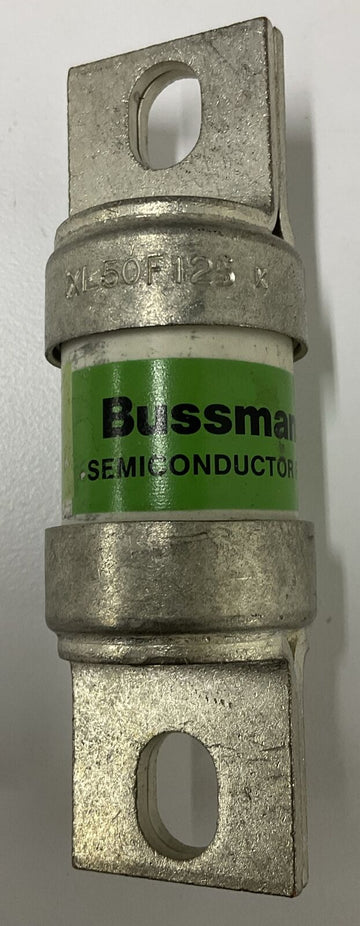 XL50F125 K
Bussman
SEMICONDUCTOR